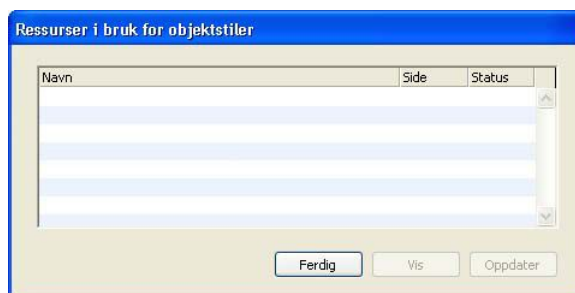 Ressurser i bruk for objektstiler
Navn Side Status
Ferdig Vis Oppdater